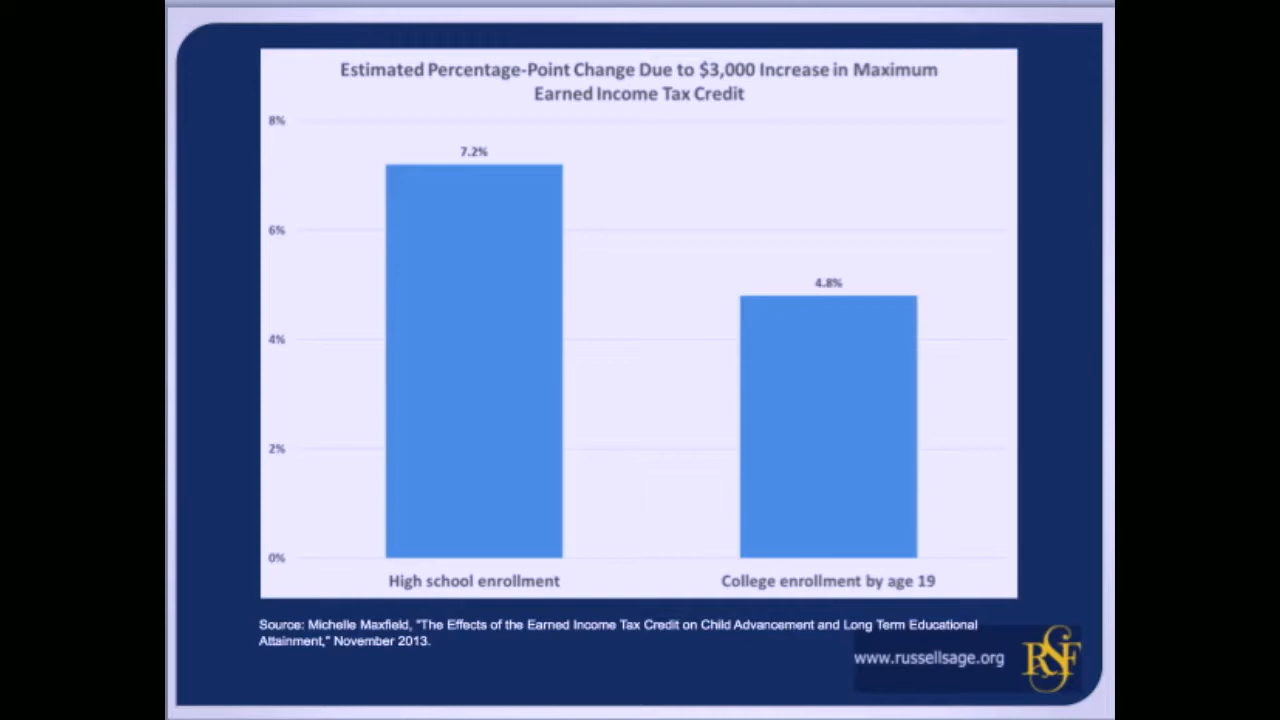 Estimated Percentage-Point Change Due to $3,000 Increase in Maximum
Earned Income Tax Credit
8%
7.2%
6%
4.8%
4%
2%
0%
High school enrollment
College enrollment by age 19
Source: Michelle Maxfield, "The Effects of the Earned Income Tax Credit on Child Advancement and Long Term Educational
Attainment," November 2013.
www.russellsage.org
RSF